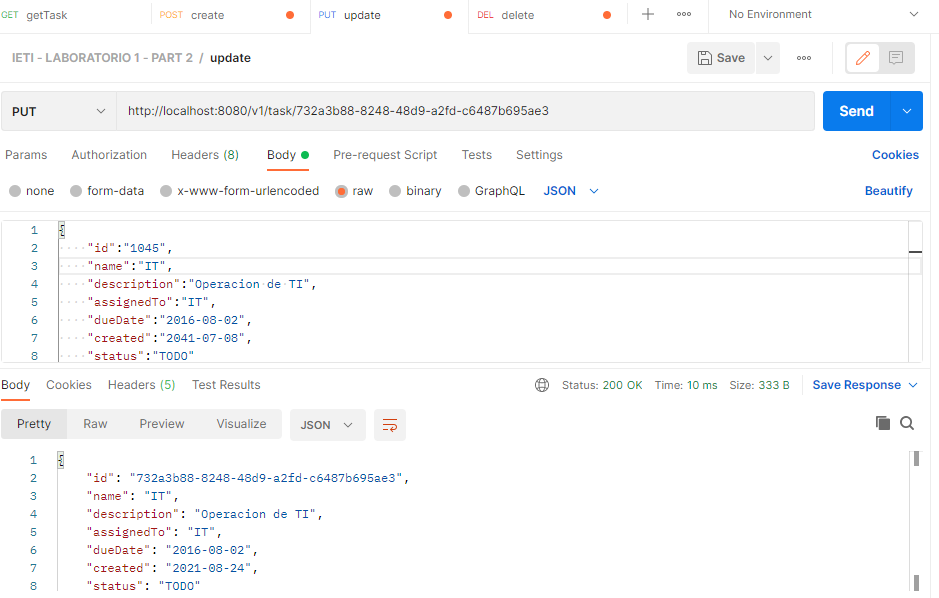 GET getTask POST create PUT update DEL delete No Environment
IETI - LABORATORIO 1 - PART 2 / update Save
PUT http://localhost:8080/v1/task/732a3b88-8248-48d9-a2fd-c6487b695ae3 Send
Params Authorization Headers (8) Body Pre-request Script Tests Settings Cookies
none form-data x-www-form-urlencoded raw binary GraphQL JSON Beautify
1 {
2 "id":"1045",
3 "name":"IT",
4 "description":"Operacion de TI",
5 "assignedTo":"IT",
6 "dueDate":"2016-08-02",
7 "created":"2041-07-08",
8 "status":"TODO"
Body Cookies Headers (5) Test Results Status: 200 OK Time: 10 ms Size: 333 B Save Response
Pretty Raw Preview Visualize JSON
1 {
2 "id": "732a3b88-8248-48d9-a2fd-c6487b695ae3",
3 "name": "IT",
4 "description": "Operacion de TI",
5 "assignedTo": "IT",
6 "dueDate": "2016-08-02",
7 "created": "2021-08-24",
8 "status": "TODO"